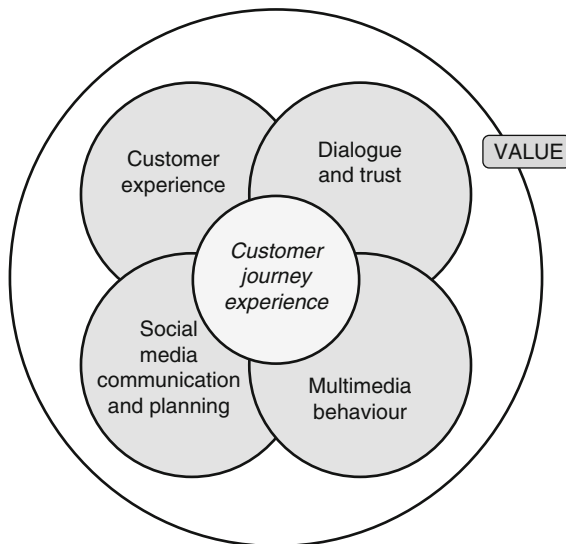 Customer
experience
Dialogue
and trust
VALUE
Customer
journey
experience
Social
media
communication
and planning
Multimedia
behaviour